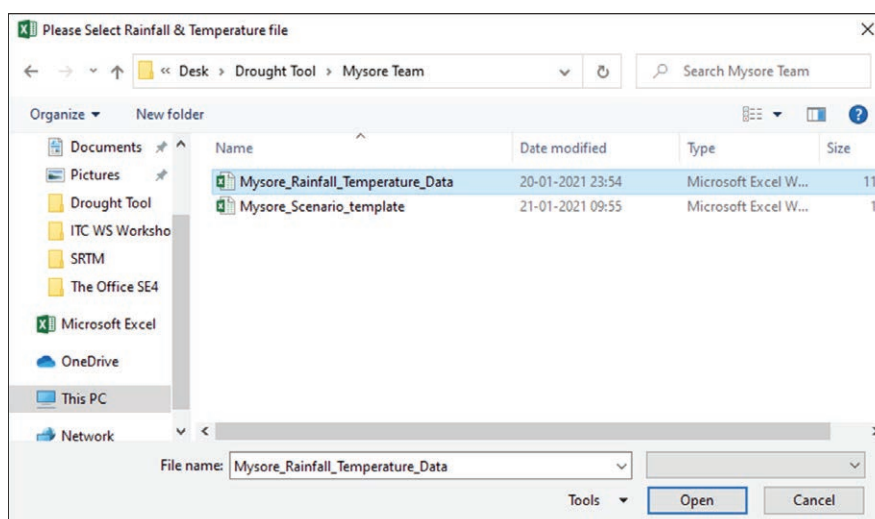 Please Select Rainfall & Temperature file
« Desk > Drought Tool > Mysore Team
Search Mysore Team
Organize New folder
Name Date modified Type Size
Documents
Pictures
Drought Tool
ITC WS Worksho
SRTM
The Office SE4
Microsoft Excel
OneDrive
This PC
Network
Mysore_Rainfall_Temperature_Data 20-01-2021 23:54 Microsoft Excel W... 11
Mysore_Scenario_template 21-01-2021 09:55 Microsoft Excel W... 1
File name: Mysore_Rainfall_Temperature_Data
Tools Open Cancel